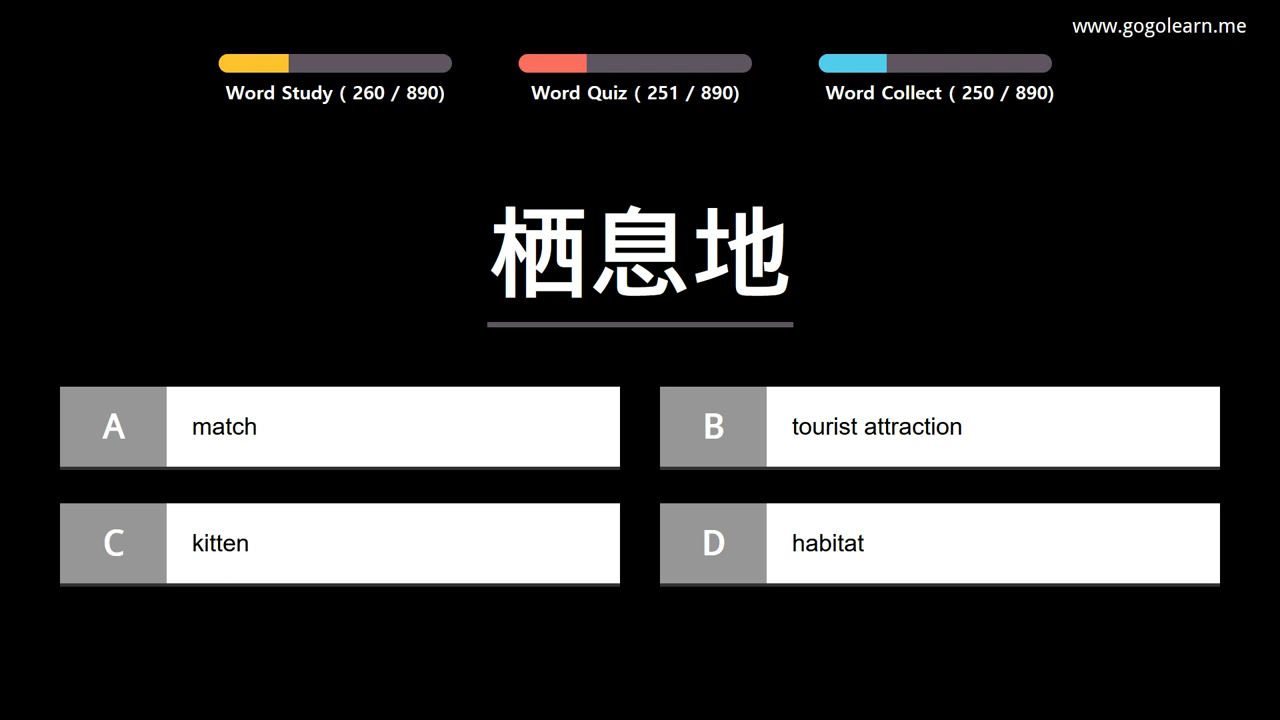 www.gogolearn.me
Word Study ( 260 / 890)
Word Quiz ( 251 / 890)
Word Collect ( 250 / 890)
栖息地
A match
B tourist attraction
C kitten
D habitat